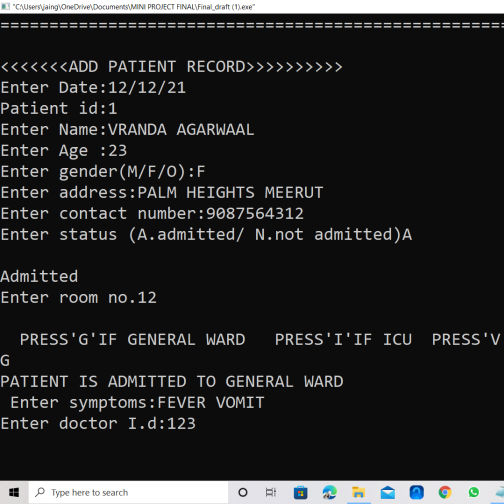 "C:\Users\jaing\OneDrive\Documents\MINI PROJECT FINAL\Final_draft (1).exe"
==================================================
<<<<<<<ADD PATIENT RECORD>>>>>>>>>>
Enter Date:12/12/21
Patient id:1
Enter Name:VRANDA AGARWAAL
Enter Age :23
Enter gender(M/F/O):F
Enter address:PALM HEIGHTS MEERUT
Enter contact number:9087564312
Enter status (A.admitted/ N.not admitted)A
Admitted
Enter room no.12
PRESS'G'IF GENERAL WARD   PRESS'I'IF ICU  PRESS'V
G
PATIENT IS ADMITTED TO GENERAL WARD
Enter symptoms:FEVER VOMIT
Enter doctor I.d:123
Type here to search